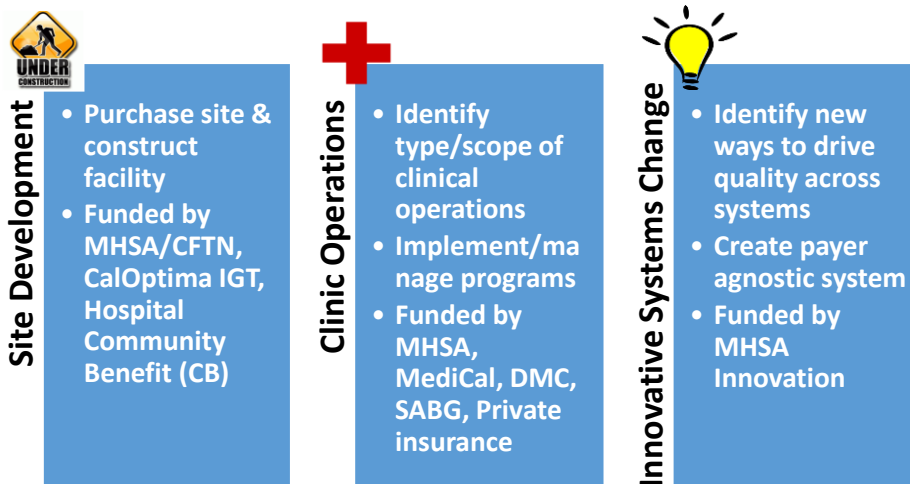 UNDER
CONSTRUCTION
Site Development
• Purchase site &
construct
facility
• Funded by
MHSA/CFTN,
CalOptima IGT,
Hospital
Community
Benefit (CB)
Clinic Operations
• Identify
type/scope of
clinical
operations
• Implement/ma
nage programs
• Funded by
MHSA,
MediCal, DMC,
SABG, Private
insurance
Innovative Systems Change
• Identify new
ways to drive
quality across
systems
• Create payer
agnostic system
• Funded by
MHSA
Innovation